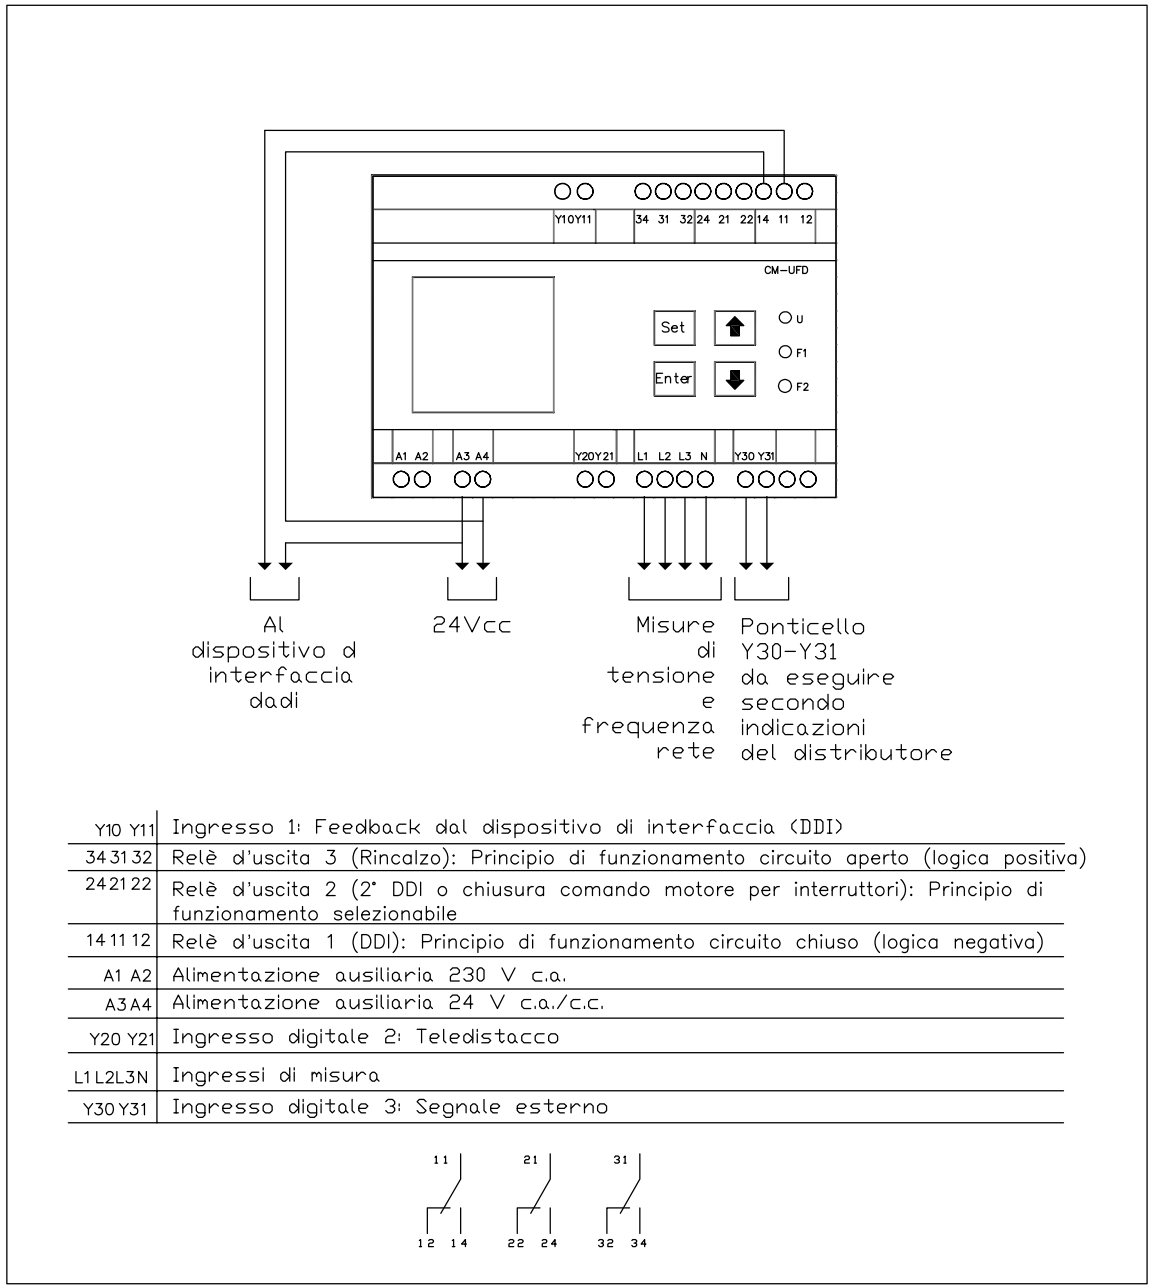 Y10 Y11
34 31 32 24 21 22 14 11 12
CM-UFD
Set
U
F1
Enter
F2
A1 A2 A3 A4 Y20 Y21 L1 L2 L3 N Y30 Y31
Al
dispositivo d
interfaccia
dadi
24Vcc
Misure
di
tensione
e
frequenza
rete
Ponticello
Y30-Y31
da eseguire
secondo
indicazioni
del distributore
Y10 Y11 Ingresso 1: Feedback dal dispositivo di interfaccia (DDI)
34 31 32 Relè d'uscita 3 (Rincalzo): Principio di funzionamento circuito aperto (logica positiva)
24 21 22 Relè d'uscita 2 (2° DDI o chiusura comando motore per interruttori): Principio di
funzionamento selezionabile
14 11 12 Relè d'uscita 1 (DDI): Principio di funzionamento circuito chiuso (logica negativa)
A1 A2 Alimentazione ausiliaria 230 V c.a.
A3 A4 Alimentazione ausiliaria 24 V c.a./c.c.
Y20 Y21 Ingresso digitale 2: Teledistacco
L1 L2 L3 N Ingressi di misura
Y30 Y31 Ingresso digitale 3: Segnale esterno
11 21 31
12 14 22 24 32 34